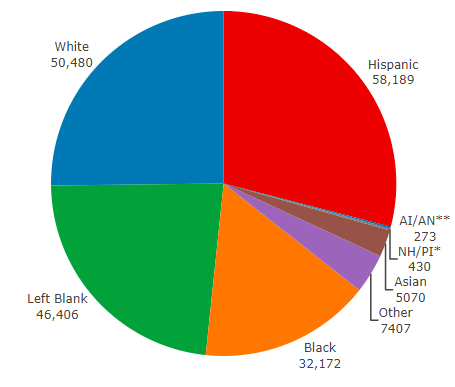 White
50,480
Hispanic
58,189
AI/AN**
273
NH/PI*
430
Asian
5070
Other
7407
Left Blank
46,406
Black
32,172